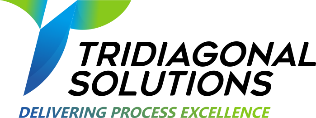 TRIDIAGONAL
SOLUTIONS
DELIVERING PROCESS EXCELLENCE